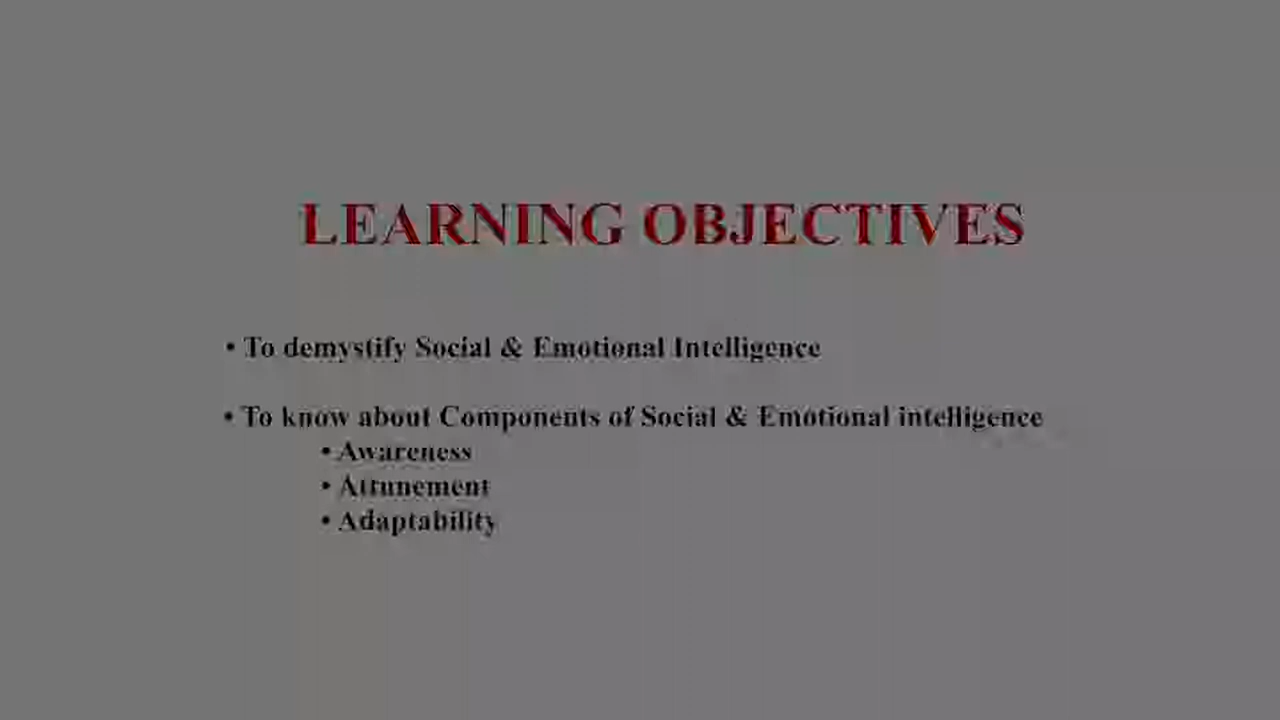 LEARNING OBJECTIVES
• To demystify Social & Emotional Intelligence
• To know about Components of Social & Emotional intelligence
• Awareness
• Attunement
• Adaptability